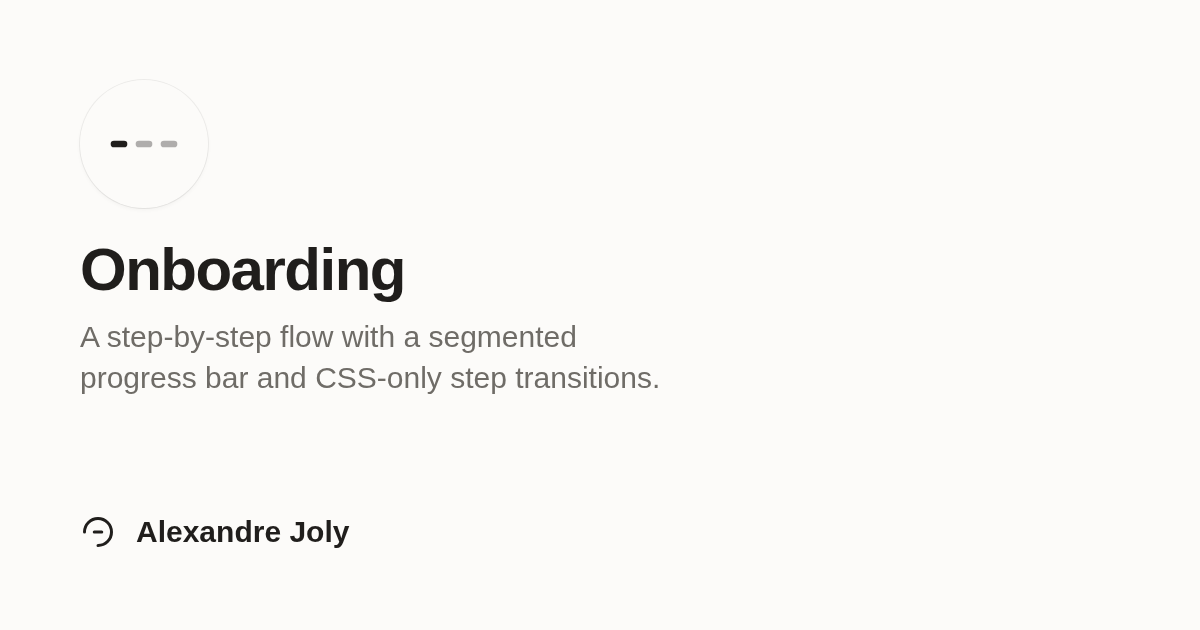 Onboarding
A step-by-step flow with a segmented
progress bar and CSS-only step transitions.
Alexandre Joly